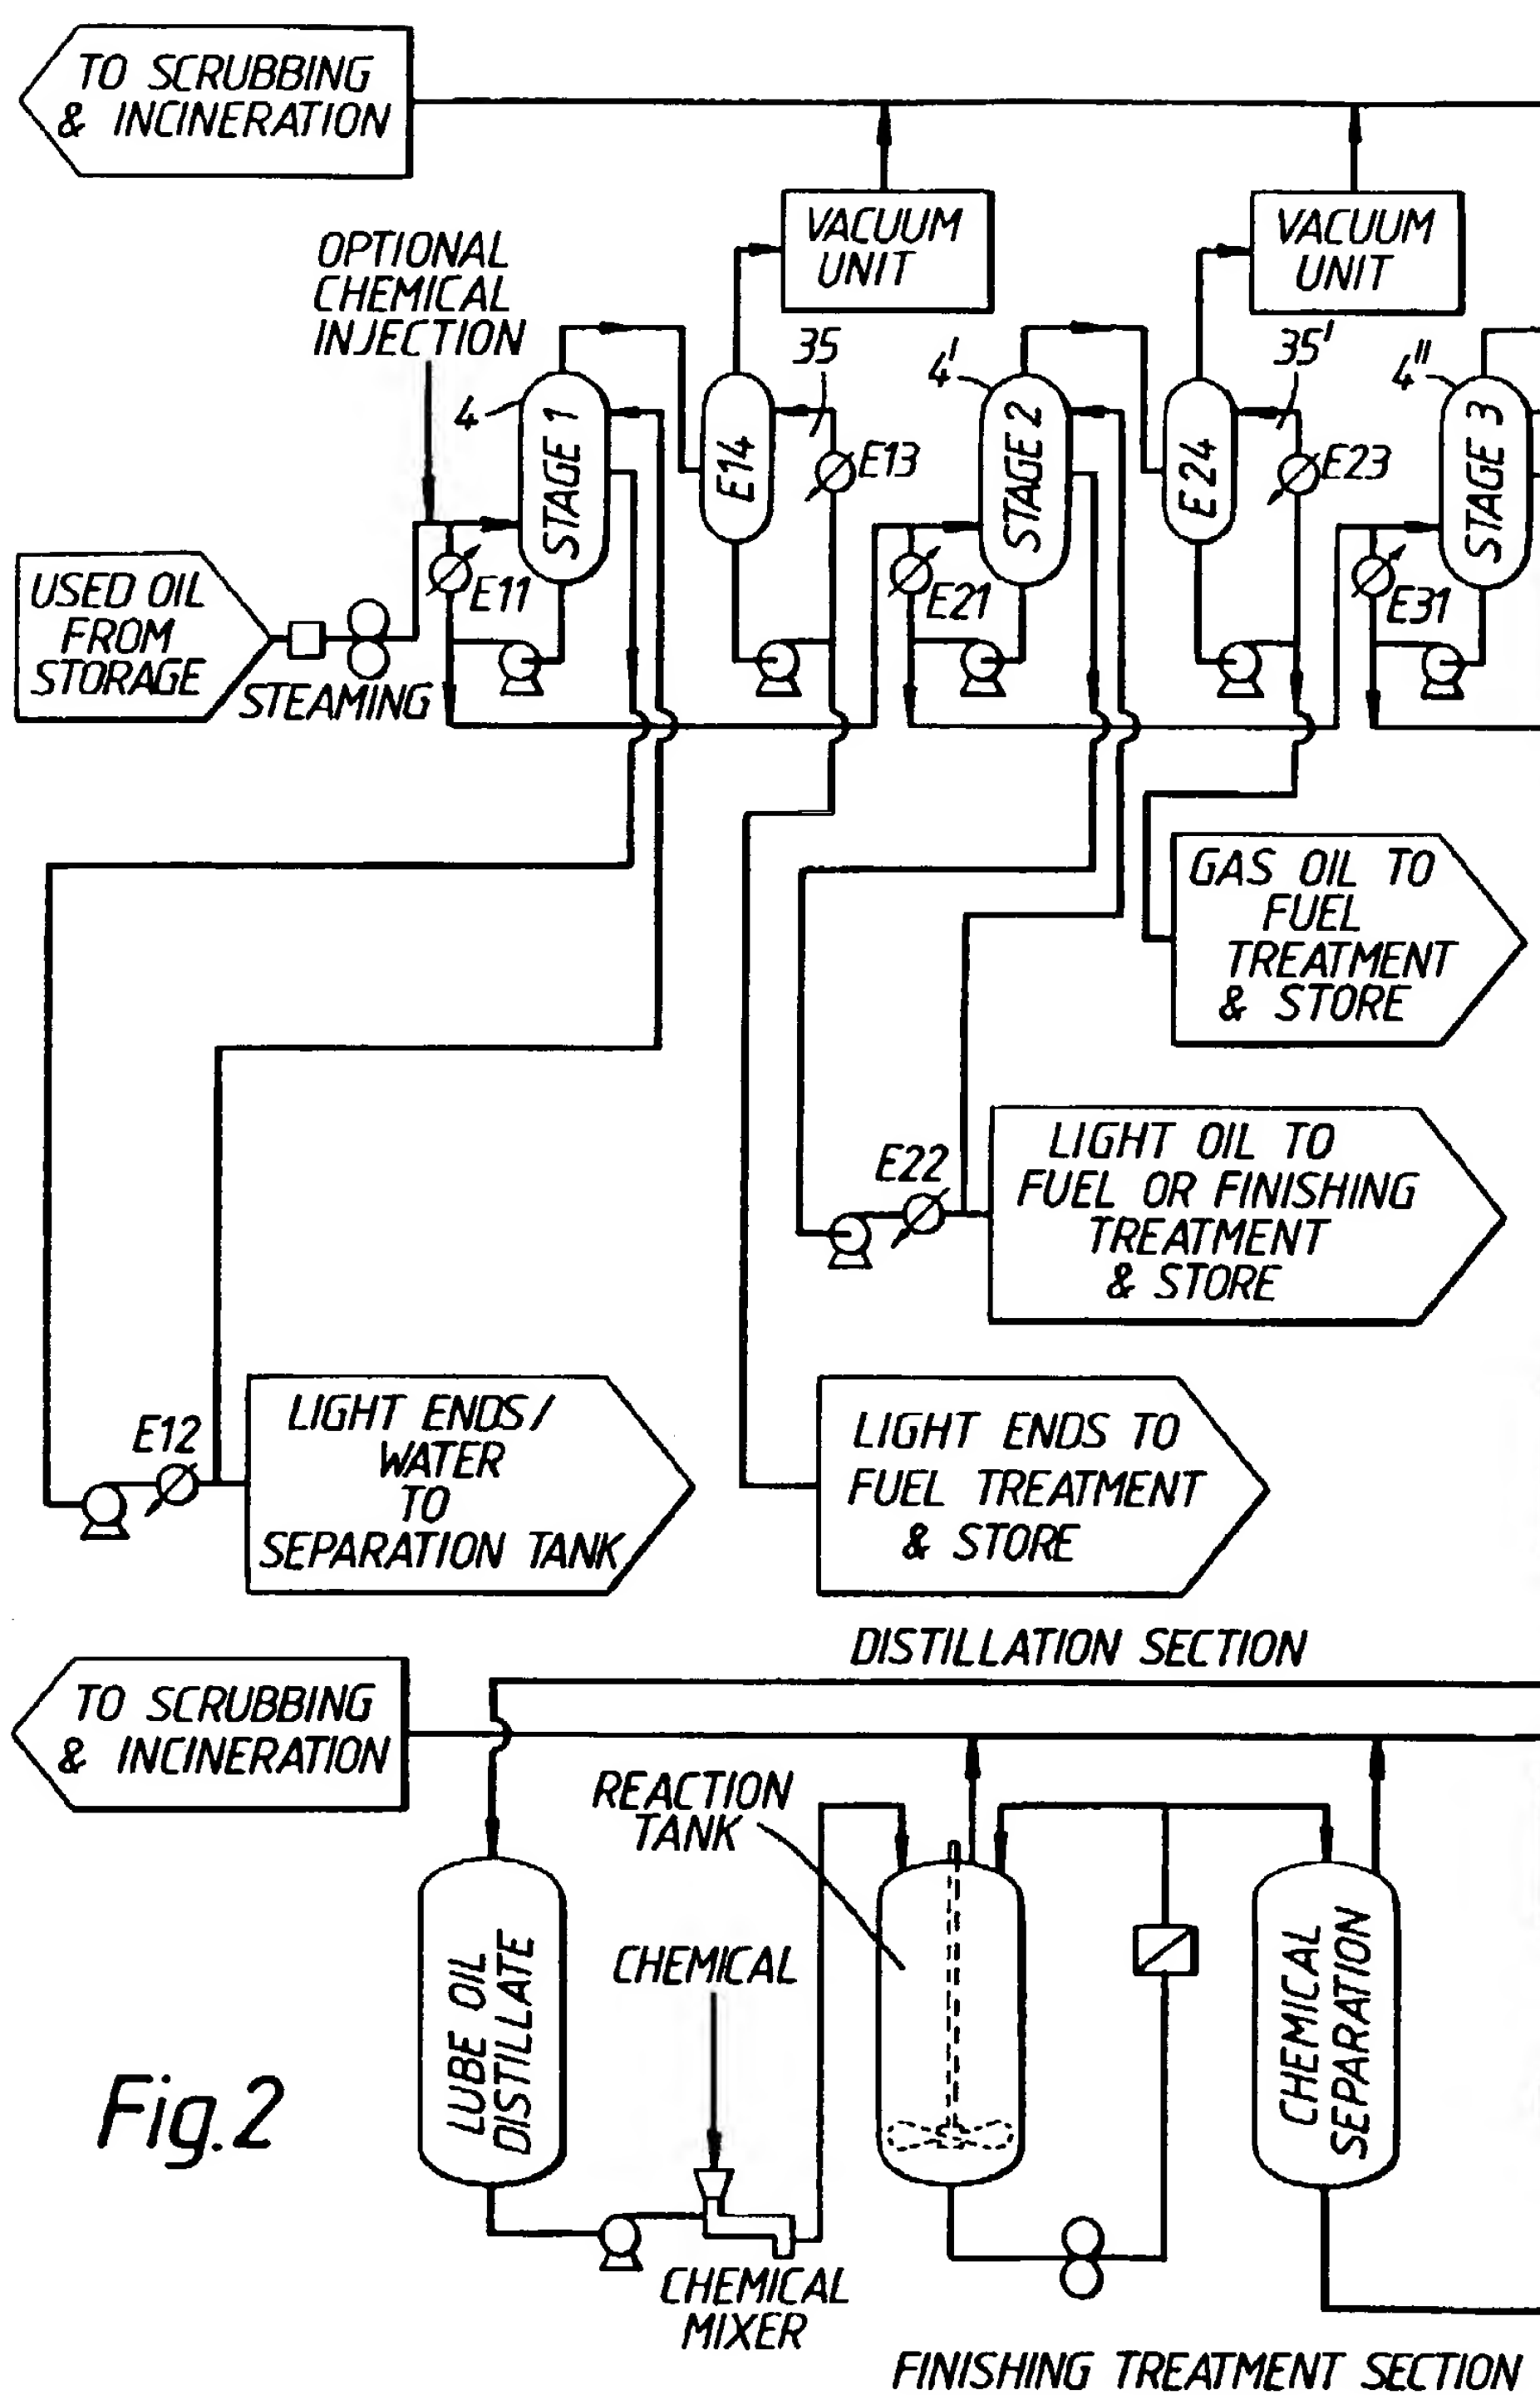 TO SCRUBBING
& INCINERATION
VACUUM
UNIT
VACUUM
UNIT
OPTIONAL
CHEMICAL
INJECTION
35
35'
4
4'
4"
STAGE 1
E14
E13
STAGE 2
E24
E23
STAGE 3
USED OIL
FROM
STORAGE
STEAMING
E11
E21
E31
GAS OIL TO
FUEL
TREATMENT
& STORE
E22
LIGHT OIL TO
FUEL OR FINISHING
TREATMENT
& STORE
E12
LIGHT ENDS/
WATER
TO
SEPARATION TANK
LIGHT ENDS TO
FUEL TREATMENT
& STORE
DISTILLATION SECTION
TO SCRUBBING
& INCINERATION
REACTION
TANK
CHEMICAL
LUBE OIL
DISTILLATE
CHEMICAL
SEPARATION
Fig.2
CHEMICAL
MIXER
FINISHING TREATMENT SECTION